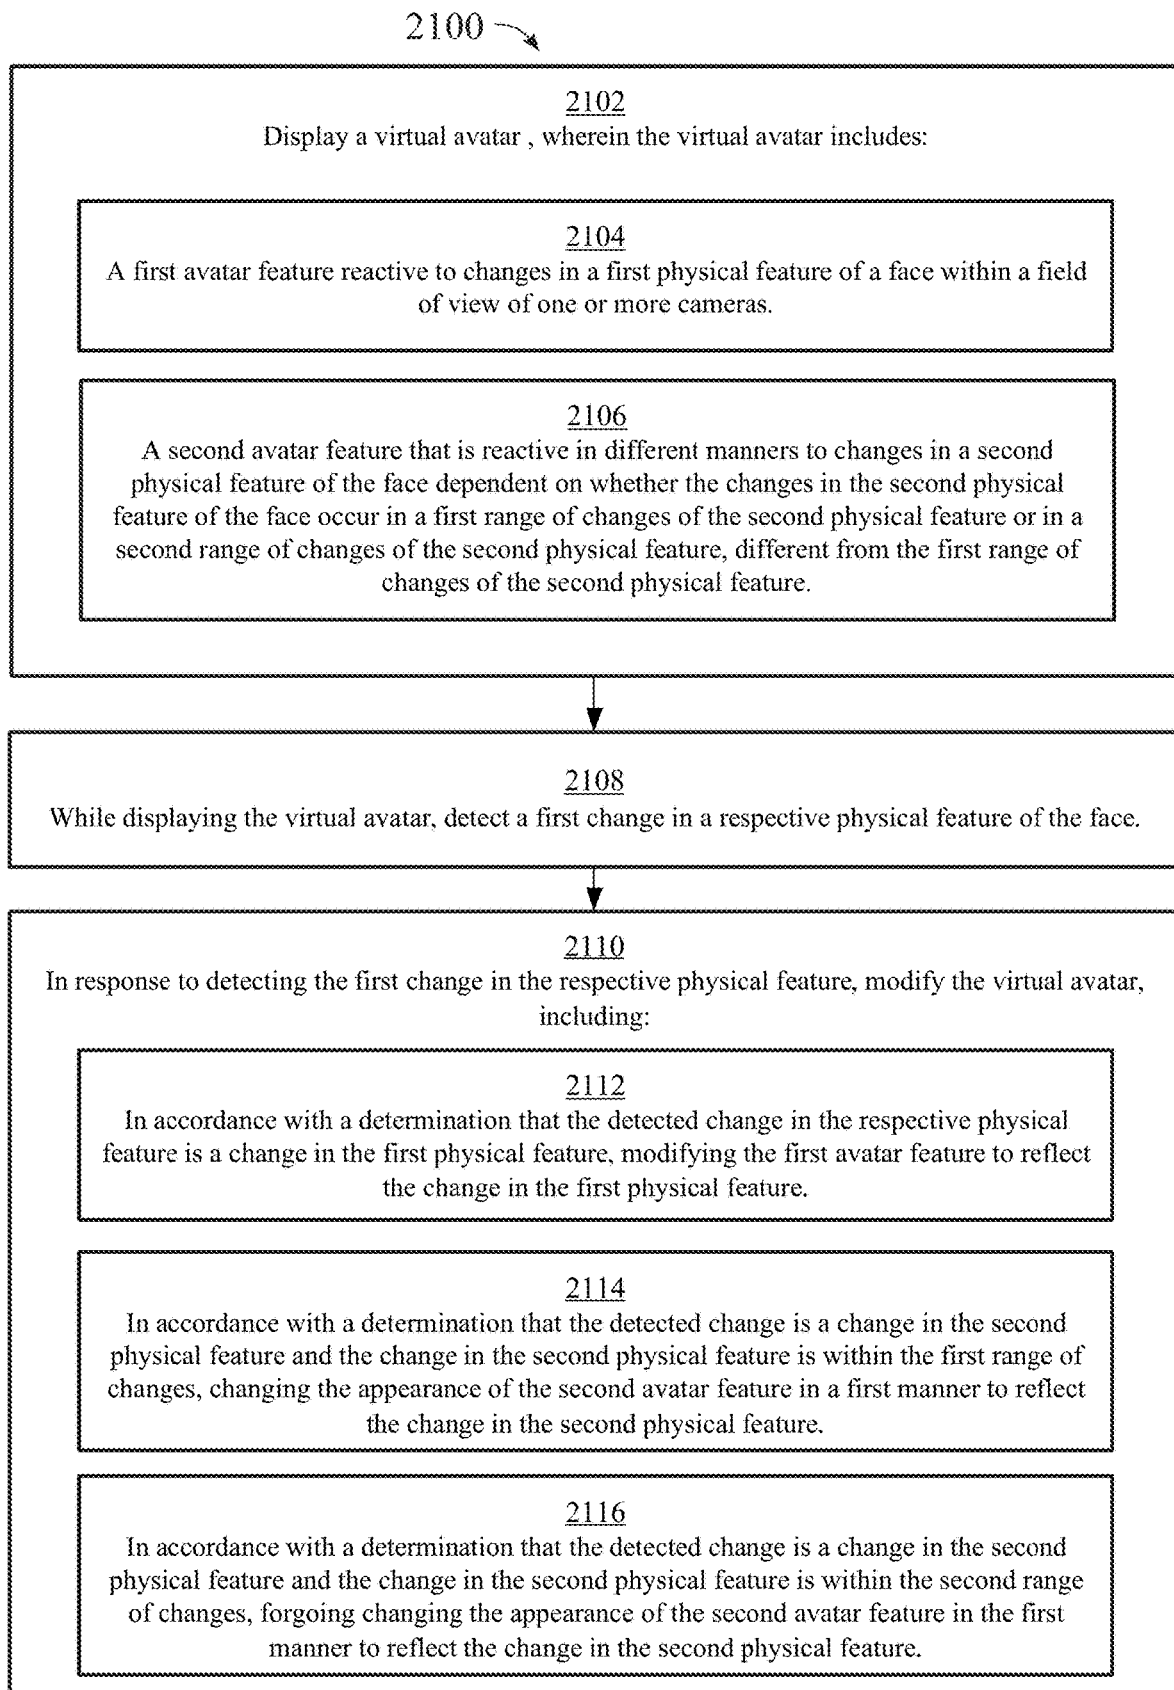 2100
2102
Display a virtual avatar , wherein the virtual avatar includes:
2104
A first avatar feature reactive to changes in a first physical feature of a face within a field
of view of one or more cameras.
2106
A second avatar feature that is reactive in different manners to changes in a second
physical feature of the face dependent on whether the changes in the second physical
feature of the face occur in a first range of changes of the second physical feature or in a
second range of changes of the second physical feature, different from the first range of
changes of the second physical feature.
2108
While displaying the virtual avatar, detect a first change in a respective physical feature of the face.
2110
In response to detecting the first change in the respective physical feature, modify the virtual avatar,
including:
2112
In accordance with a determination that the detected change in the respective physical
feature is a change in the first physical feature, modifying the first avatar feature to reflect
the change in the first physical feature.
2114
In accordance with a determination that the detected change is a change in the second
physical feature and the change in the second physical feature is within the first range of
changes, changing the appearance of the second avatar feature in a first manner to reflect
the change in the second physical feature.
2116
In accordance with a determination that the detected change is a change in the second
physical feature and the change in the second physical feature is within the second range
of changes, forgoing changing the appearance of the second avatar feature in the first
manner to reflect the change in the second physical feature.